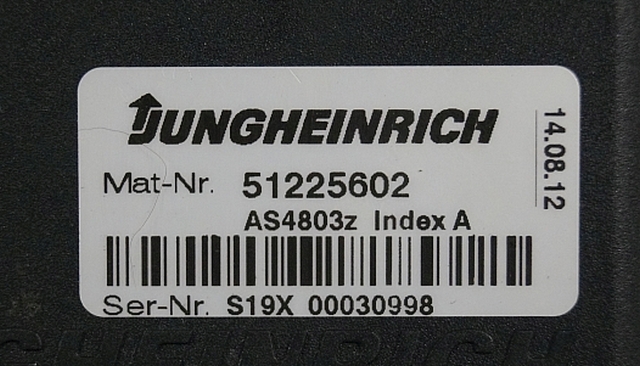 JUNGHEINRICH
Mat-Nr. 51225602
AS4803z Index A
Ser-Nr. S19X 00030998
14.08.12